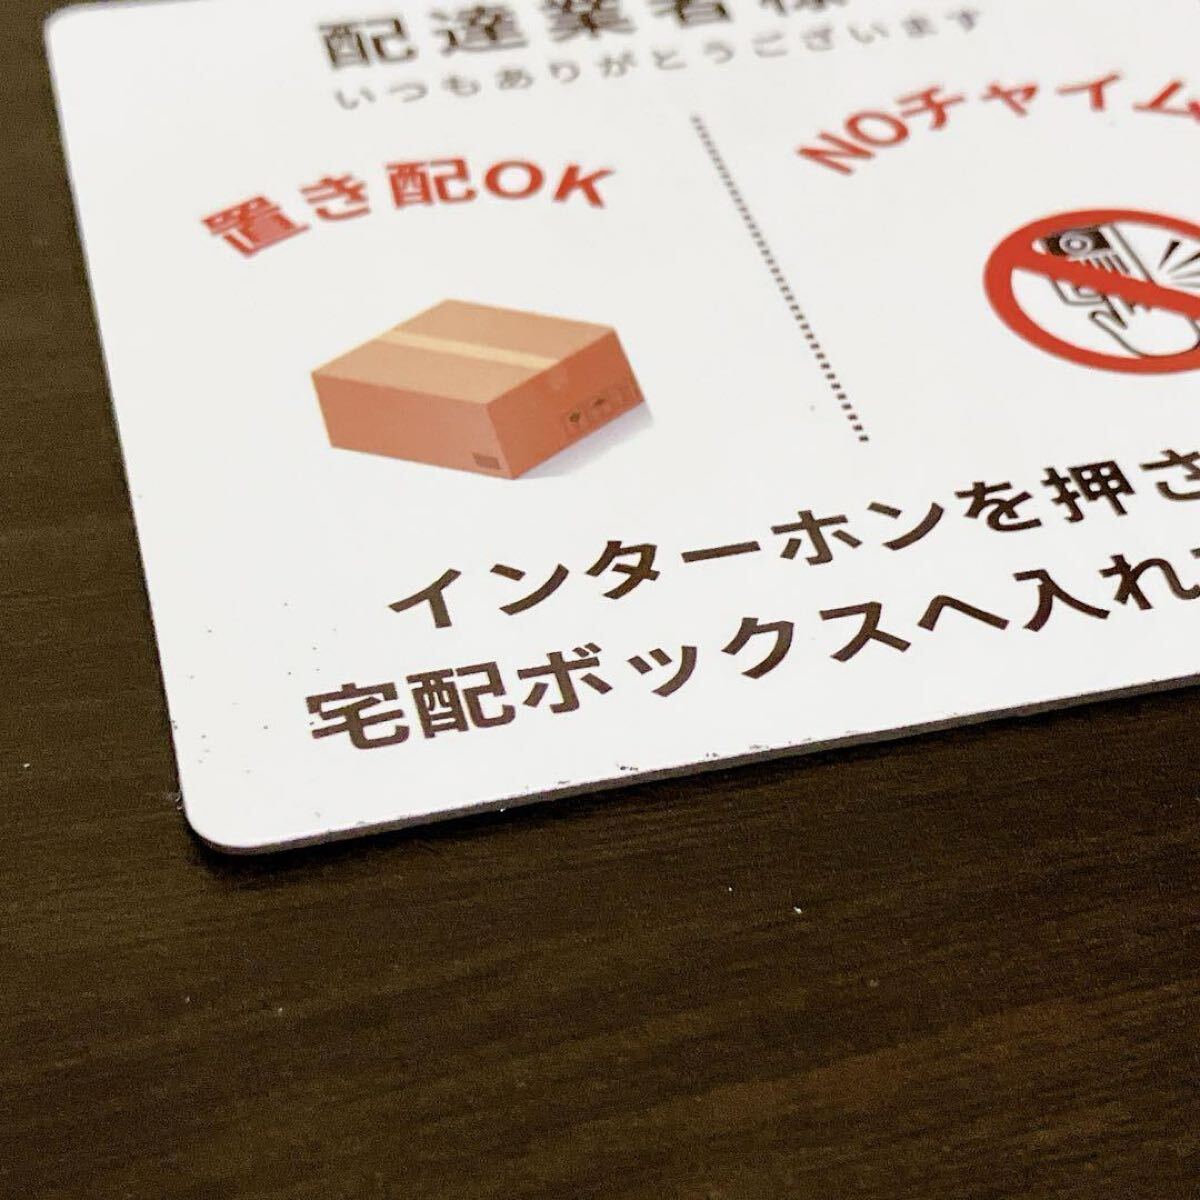 配達業者様
いつもありがとうございます
置き配OK
NOチャイム
インターホンを押さ
宅配ボックスへ入れ